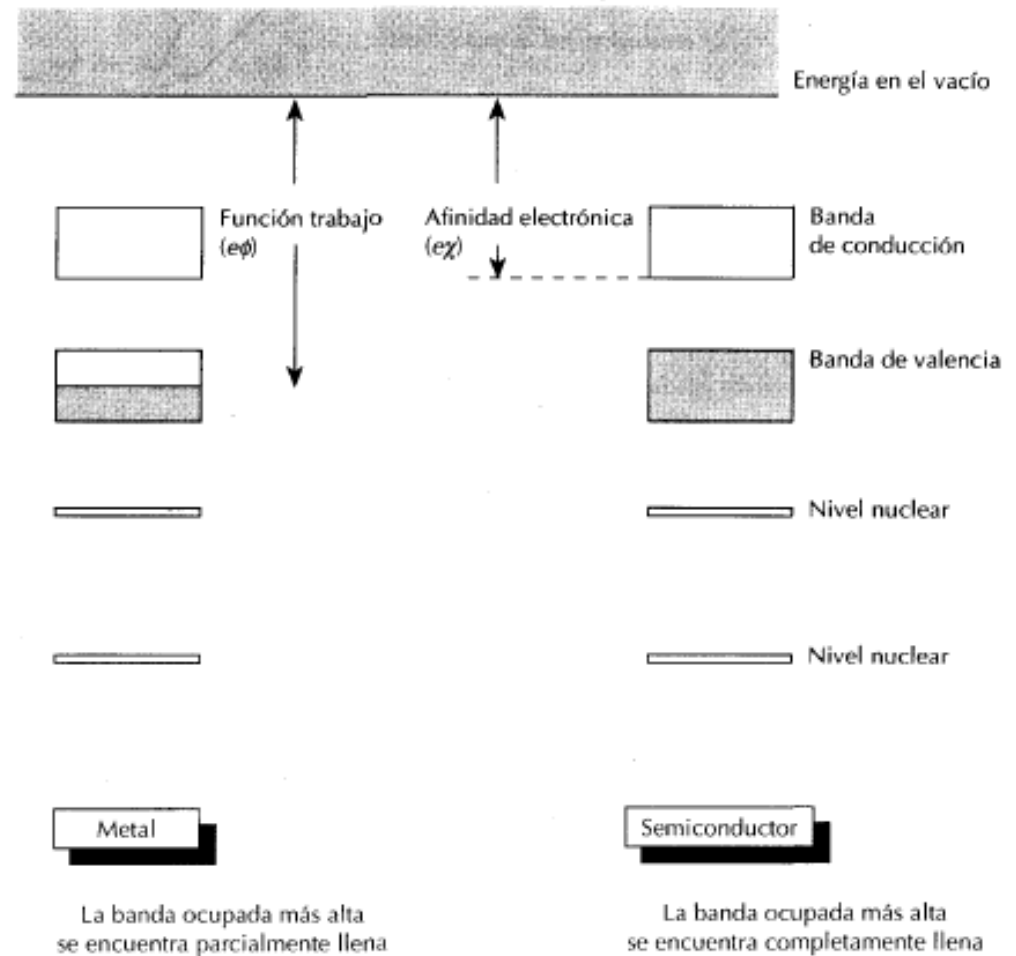 Energía en el vacío
Función trabajo
(eϕ)
Afinidad electrónica
(eχ)
Banda
de conducción
Banda de valencia
Nivel nuclear
Nivel nuclear
Metal
Semiconductor
La banda ocupada más alta
se encuentra parcialmente llena
La banda ocupada más alta
se encuentra completamente llena